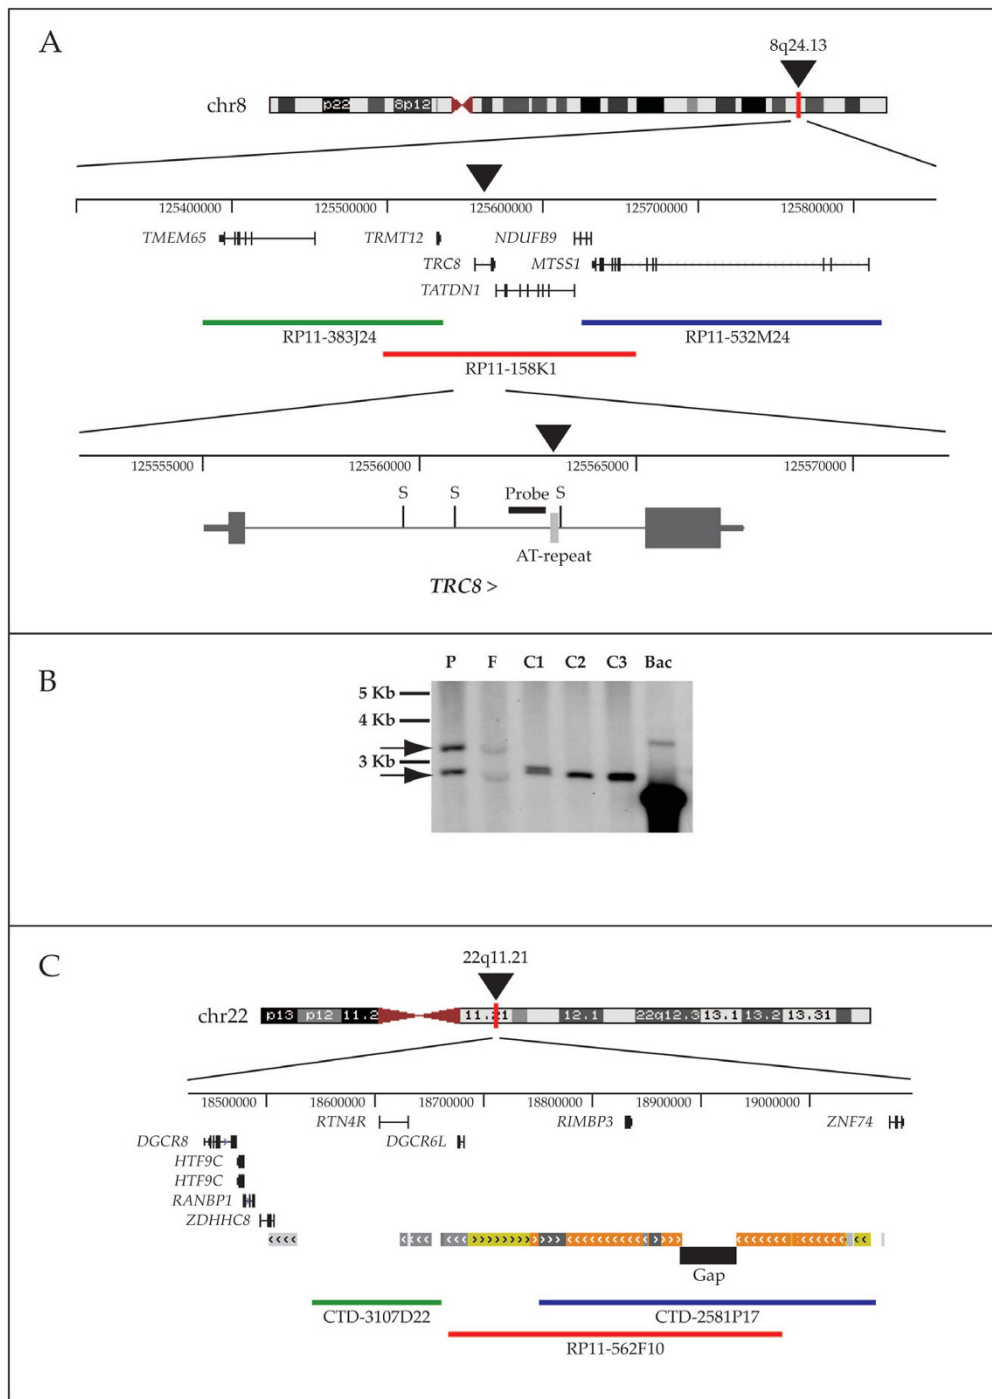 A
8q24.13
chr8
p22
8p12
125400000
125500000
125600000
125700000
125800000
TMEM65
TRMT12
NDUFB9
TRC8
MTSS1
TATDN1
RP11-383J24
RP11-532M24
RP11-158K1
125555000
125560000
125565000
125570000
S
S
Probe
S
AT-repeat
TRC8 >
B
P
F
C1
C2
C3
Bac
5 Kb
4 Kb
3 Kb
C
22q11.21
chr22
p13
p12
11.2
11.21
12.1
22q12.3
13.1
13.2
13.31
18500000
18600000
18700000
18800000
18900000
19000000
RTN4R
RIMBP3
ZNF74
DGCR8
DGCR6L
HTF9C
HTF9C
RANBP1
ZDHHC8
Gap
CTD-3107D22
CTD-2581P17
RP11-562F10